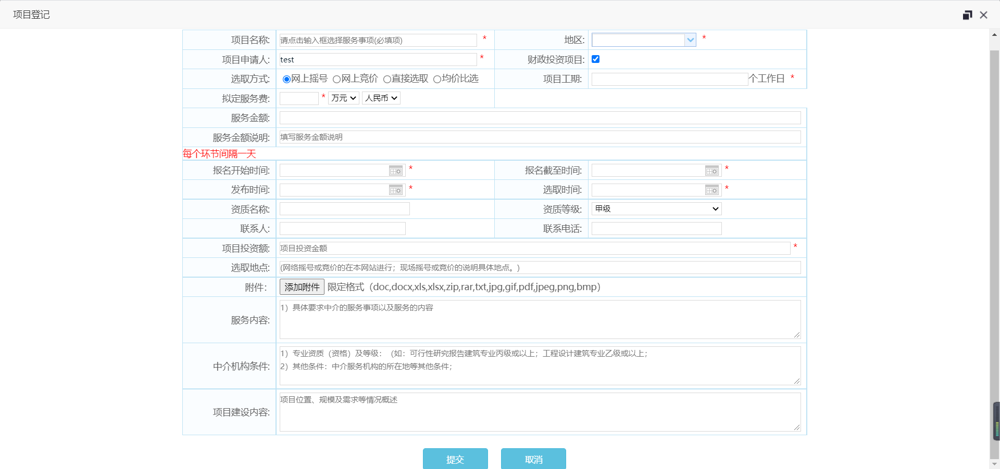 项目登记
项目名称: 请点击输入框选择服务事项(必填项) * 地区: *
项目申请人: test * 财政投资项目:
选取方式: 网上摇号 网上竞价 直接选取 均价比选 项目工期: 个工作日 *
拟定服务费: * 万元 人民币
服务金额:
服务金额说明: 填写服务金额说明
每个环节间隔一天
报名开始时间: * 报名截至时间: *
发布时间: * 选取时间: *
资质名称: 资质等级: 甲级
联系人: 联系电话:
项目投资额: 项目投资金额 *
选取地点: (网络摇号或竞价的在本网站进行；现场摇号或竞价的说明具体地点。)
附件： 添加附件 限定格式（doc,docx,xls,xlsx,zip,rar,txt,jpg,gif,pdf,jpeg,png,bmp）
服务内容: 1）具体要求中介的服务事项以及服务的内容
中介机构条件: 1）专业资质（资格）及等级：（如：可行性研究报告建筑专业丙级或以上；工程设计建筑专业乙级或以上；
2）其他条件：中介服务机构的所在地等其他条件；
项目建设内容: 项目位置、规模及需求等情况概述
提交 取消